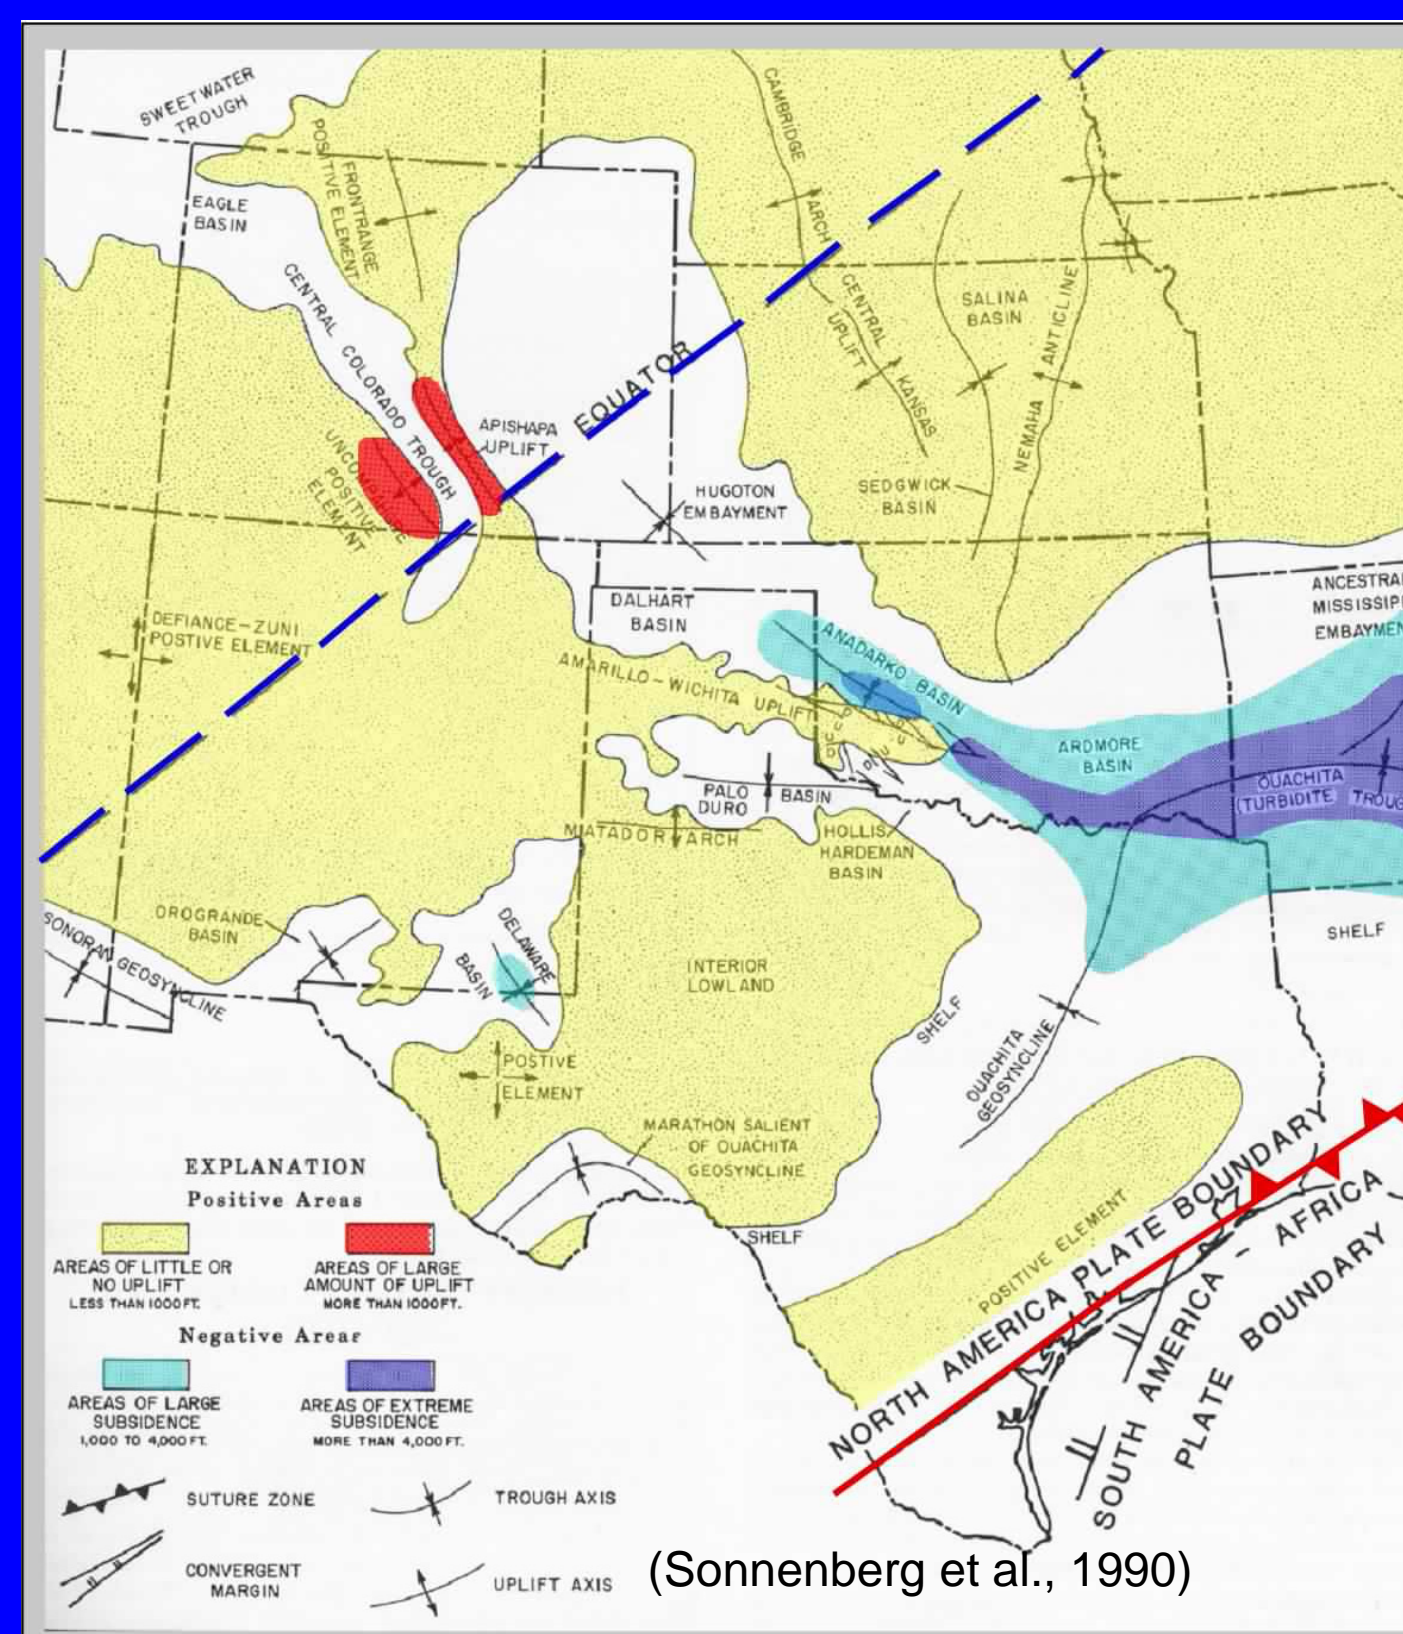 SWEETWATER
TROUGH
EAGLE
BASIN
FRONTRANGE
POSITIVE ELEMENT
CAMBRIDGE
ARCH
CENTRAL
KANSAS
UPLIFT
SALINA
BASIN
NEMAHA ANTICLINE
SEDGWICK
BASIN
CENTRAL COLORADO TROUGH
APISHAPA
UPLIFT
EQUATOR
HUGOTON
EMBAYMENT
POSITIVE
ELEMENT
DALHART
BASIN
DEFIANCE-ZUNI
POSTIVE ELEMENT
AMARILLO-WICHITA UPLIFT
ANADARKO BASIN
ARDMORE
BASIN
ANCESTRA
MISSISSIP
EMBAYMEN
OUACHITA
(TURBIDITE TROUG
PALO
DURO
BASIN
MATADOR ARCH
HOLLIS
HARDEMAN
BASIN
OROGRANDE
BASIN
SONORAN GEOSYNCLINE
DELAWARE
BASIN
INTERIOR
LOWLAND
SHELF
SHELF
OUACHITA
GEOSYNCLINE
POSTIVE
ELEMENT
MARATHON SALIENT
OF OUACHITA
GEOSYNCLINE
SHELF
POSITIVE ELEMENT
NORTH AMERICA PLATE BOUNDARY
SOUTH AMERICA - AFRICA
PLATE BOUNDARY
EXPLANATION
Positive Areas
AREAS OF LITTLE OR
NO UPLIFT
LESS THAN 1000 FT.
AREAS OF LARGE
AMOUNT OF UPLIFT
MORE THAN 1000 FT.
Negative Areas
AREAS OF LARGE
SUBSIDENCE
1,000 TO 4,000 FT.
AREAS OF EXTREME
SUBSIDENCE
MORE THAN 4,000 FT.
SUTURE ZONE
TROUGH AXIS
CONVERGENT
MARGIN
UPLIFT AXIS
(Sonnenberg et al., 1990)